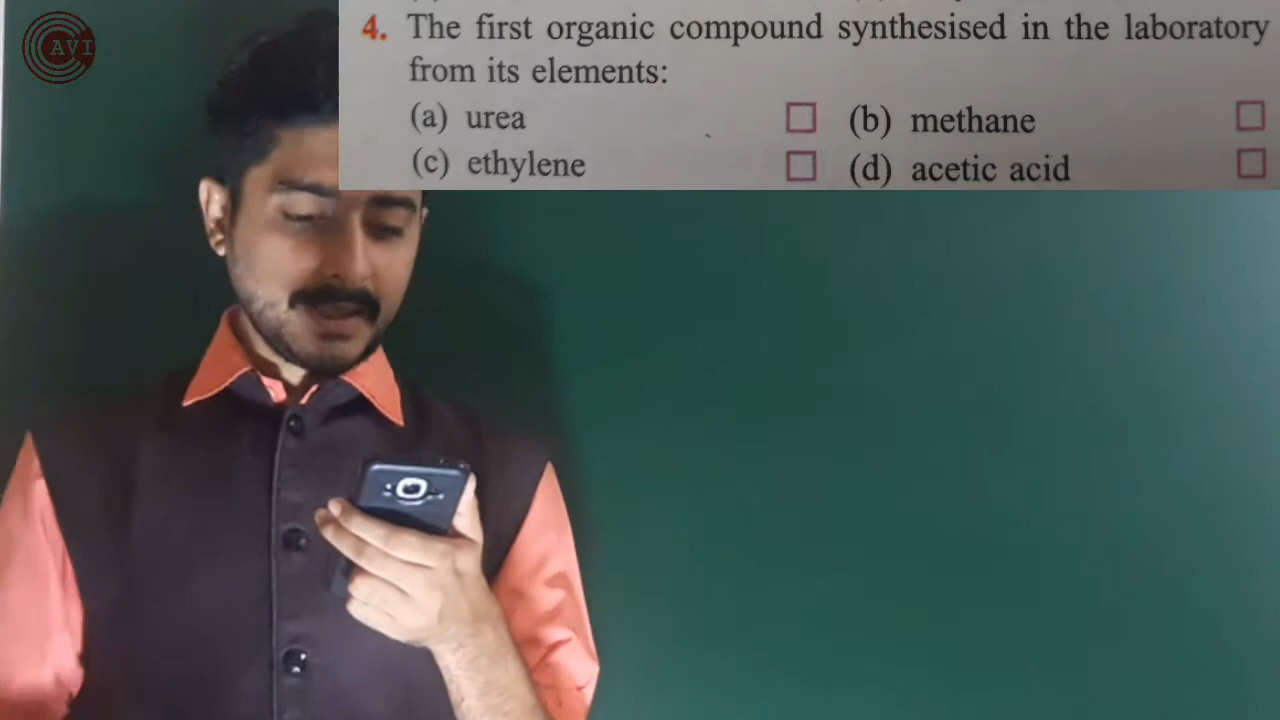 AVI
4. The first organic compound synthesised in the laboratory
from its elements:
(a) urea (b) methane
(c) ethylene (d) acetic acid